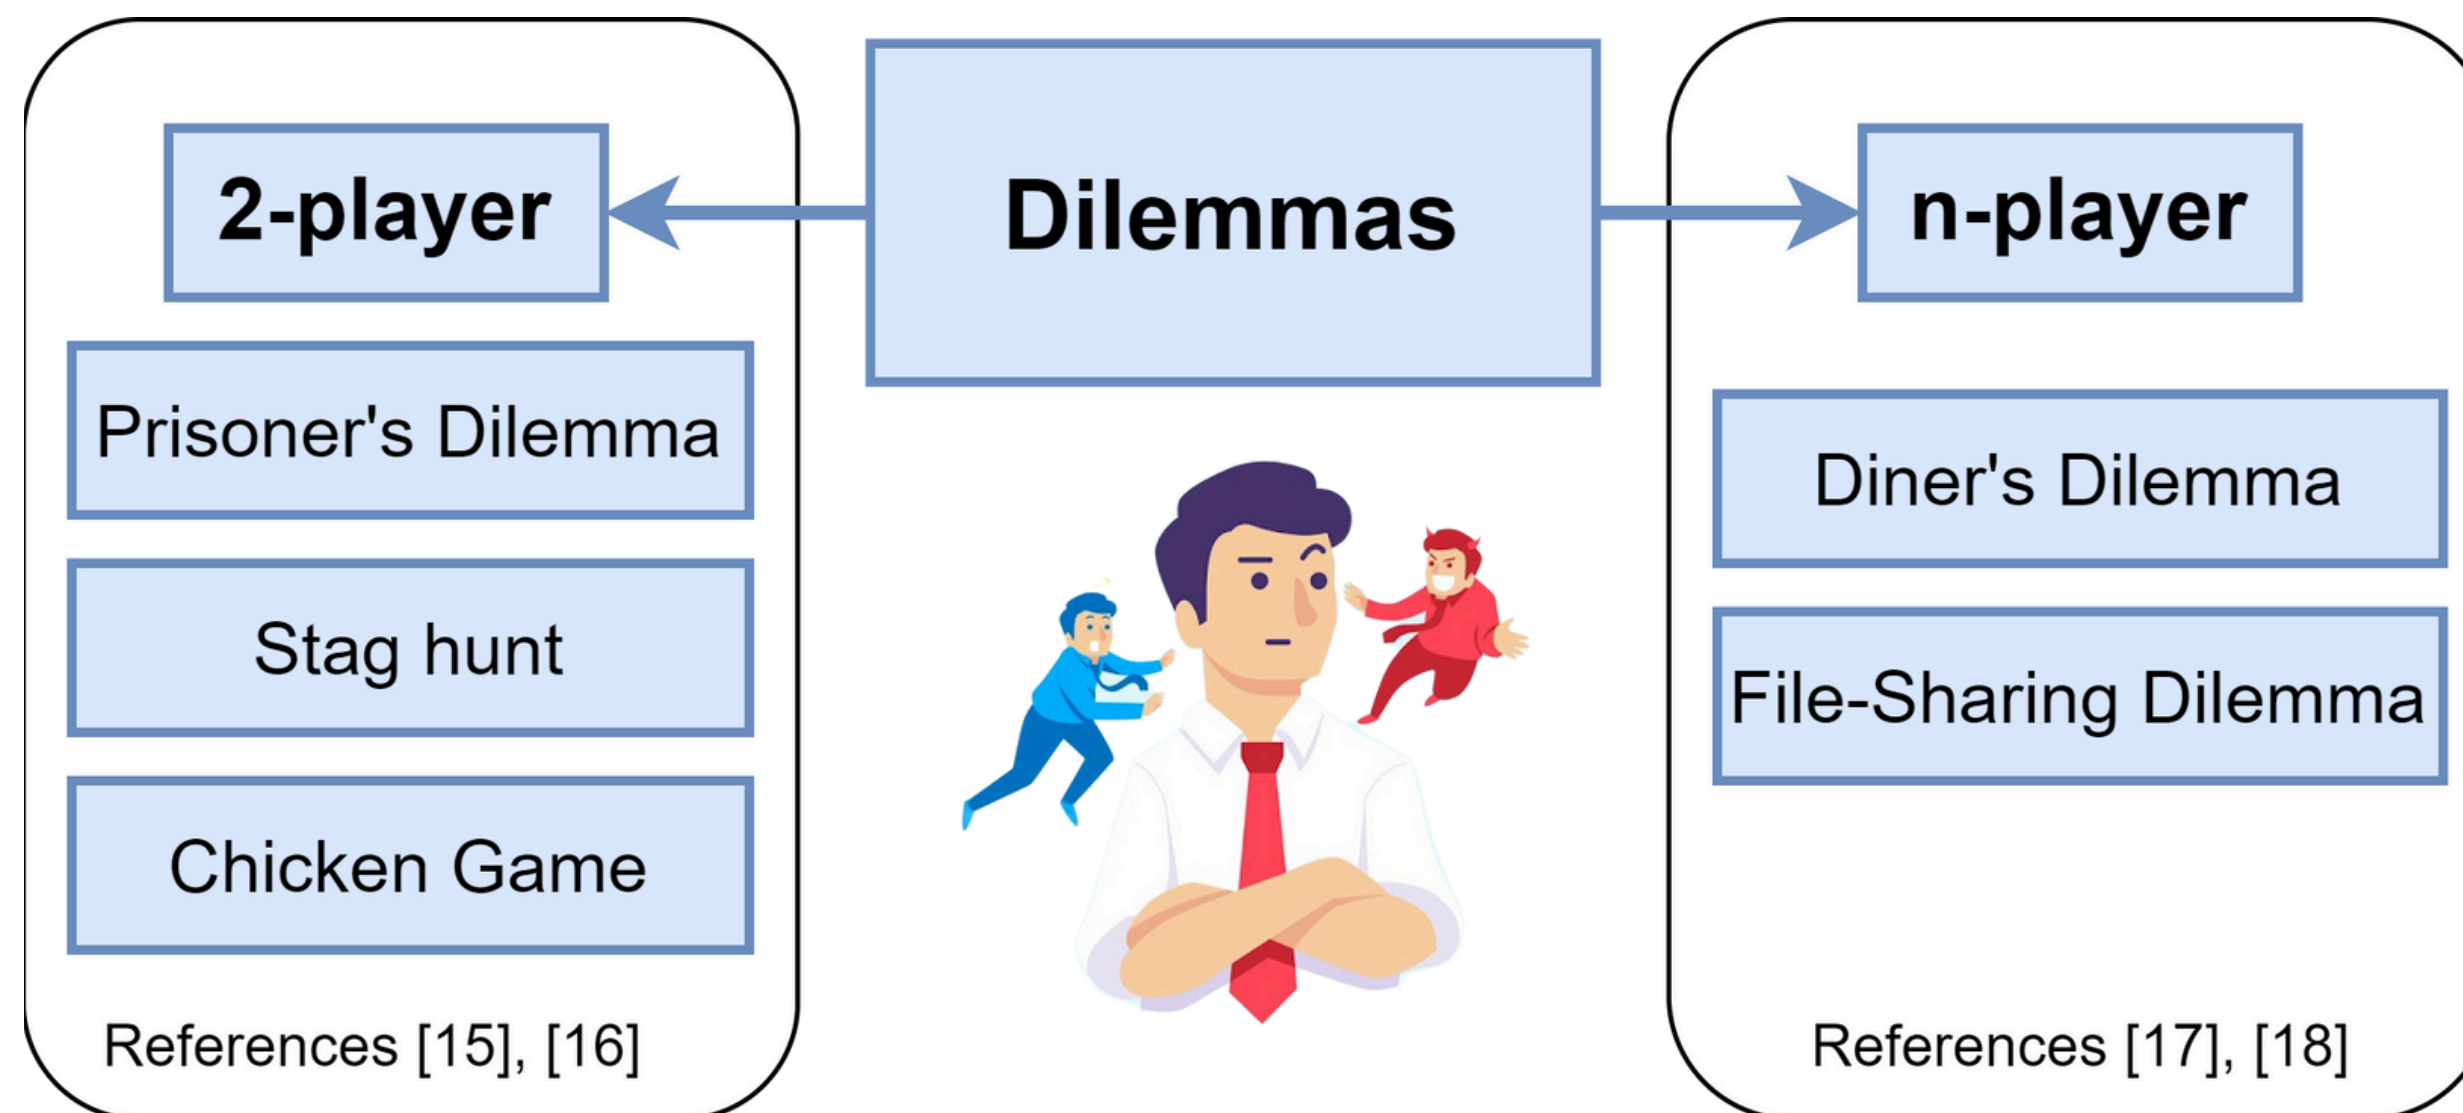 2-player
Prisoner's Dilemma
Stag hunt
Chicken Game
References [15], [16]
Dilemmas
n-player
Diner's Dilemma
File-Sharing Dilemma
References [17], [18]